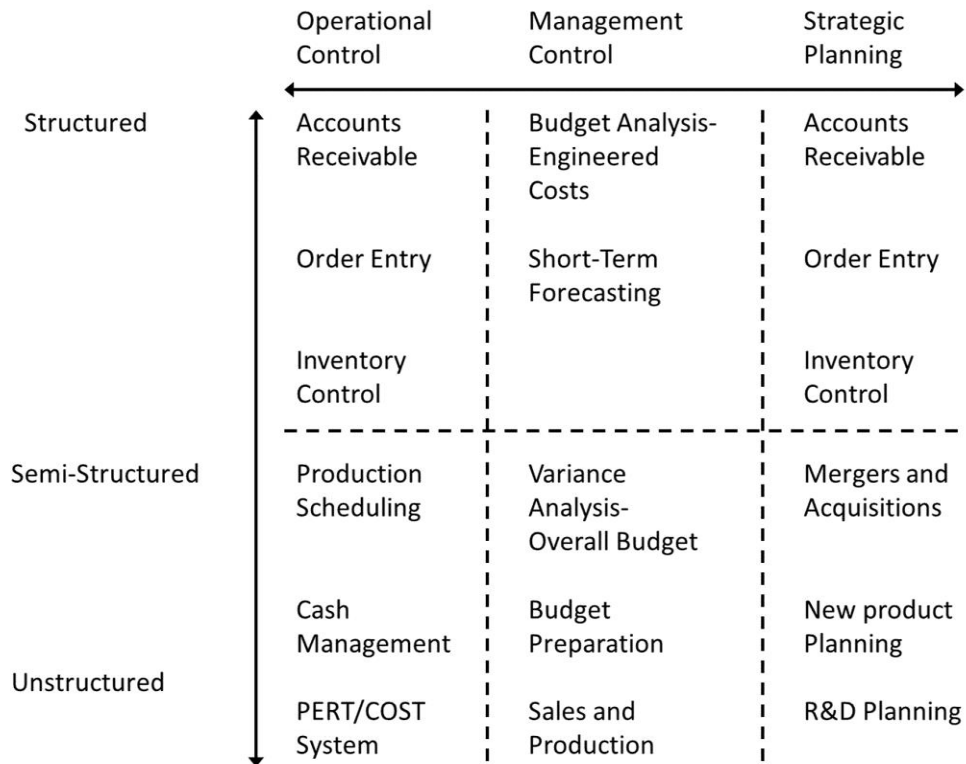 Operational
Control
Management
Control
Strategic
Planning
Structured
Accounts
Receivable
Budget Analysis-
Engineered
Costs
Accounts
Receivable
Order Entry
Short-Term
Forecasting
Order Entry
Inventory
Control
Inventory
Control
Semi-Structured
Production
Scheduling
Variance
Analysis-
Overall Budget
Mergers and
Acquisitions
Cash
Management
Budget
Preparation
New product
Planning
Unstructured
PERT/COST
System
Sales and
Production
R&D Planning